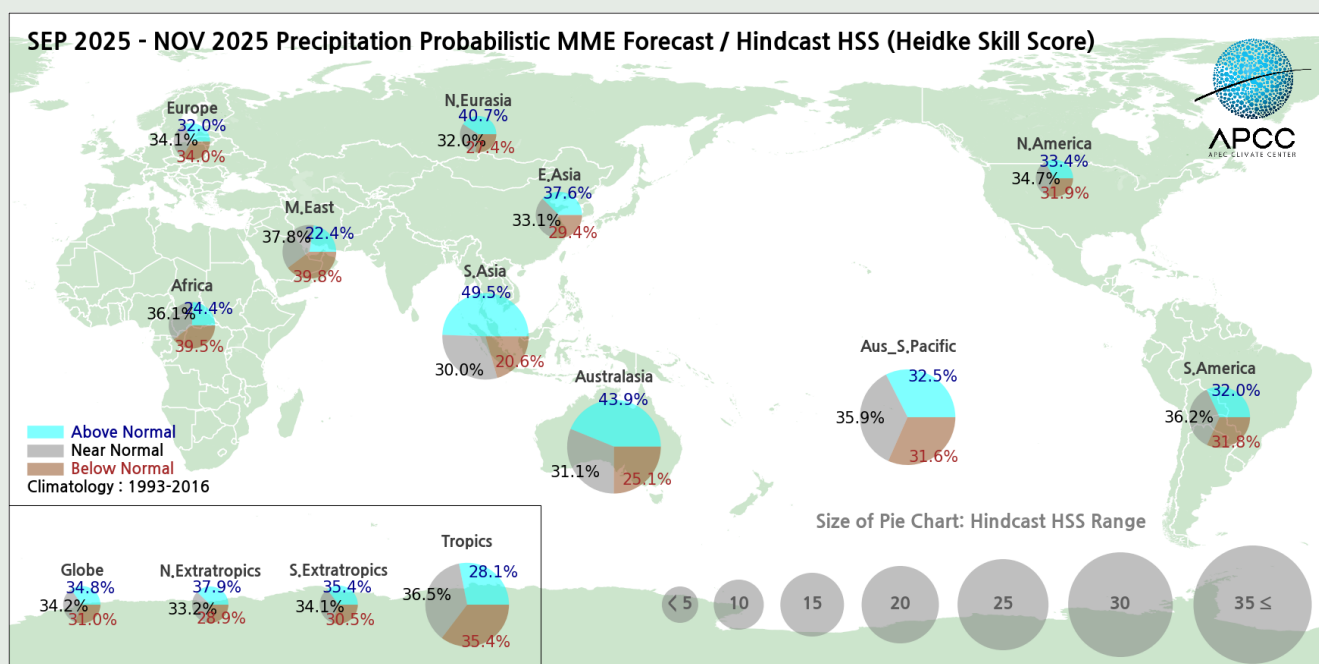 SEP 2025 - NOV 2025 Precipitation Probabilistic MME Forecast / Hindcast HSS (Heidke Skill Score)
APCC
APEC CLIMATE CENTER
Europe
32.0%
34.1%
34.0%
N.Eurasia
40.7%
32.0%
27.4%
N.America
33.4%
34.7%
31.9%
E.Asia
37.6%
33.1%
29.4%
M.East
22.4%
37.8%
39.8%
S.Asia
49.5%
30.0%
20.6%
Africa
24.4%
36.1%
39.5%
Aus_S.Pacific
32.5%
35.9%
31.6%
S.America
32.0%
36.2%
31.8%
Australasia
43.9%
31.1%
25.1%
Above Normal
Near Normal
Below Normal
Climatology : 1993-2016
Size of Pie Chart: Hindcast HSS Range
< 5
10
15
20
25
30
35 ≤
Globe
34.8%
34.2%
31.0%
N.Extratropics
37.9%
33.2%
28.9%
S.Extratropics
35.4%
34.1%
30.5%
Tropics
28.1%
36.5%
35.4%